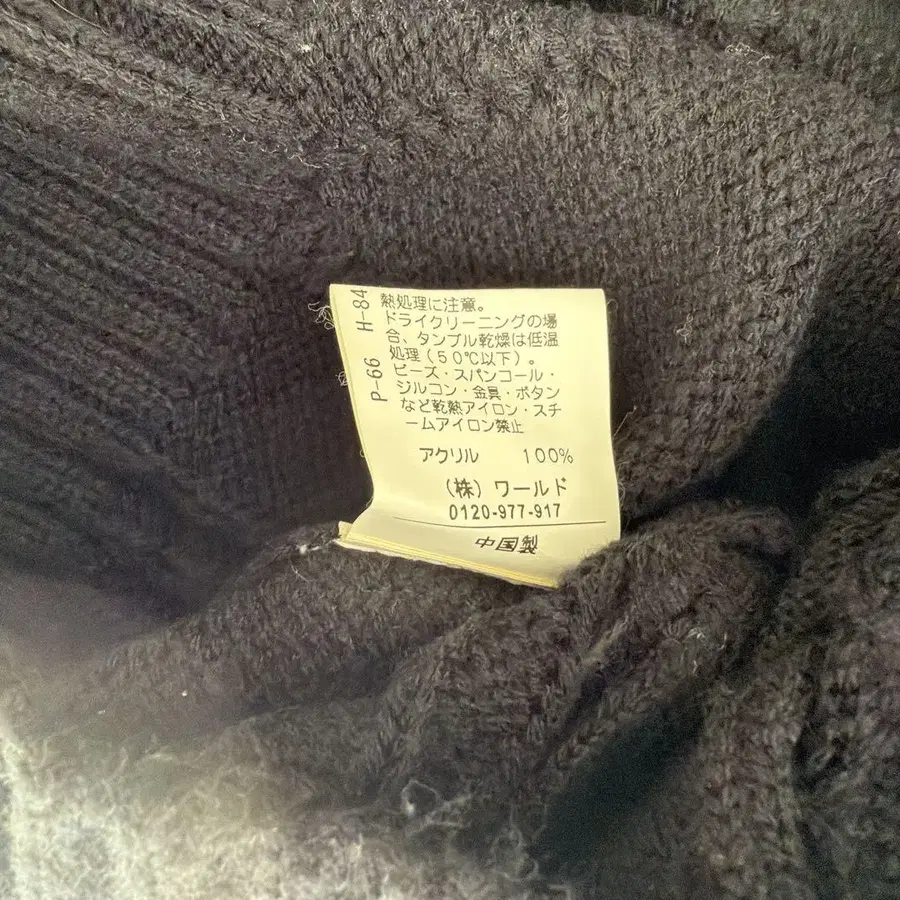 H-84
P-66
熱処理に注意。
ドライクリーニングの場
合、タンブル乾燥は低温
処理(50℃以下)。
ビーズ・スパンコール・
ジルコン・金具・ボタン
など乾熱アイロン・スチ
ームアイロン禁止
アクリル 100%
(株)ワールド
0120-977-917
中国製